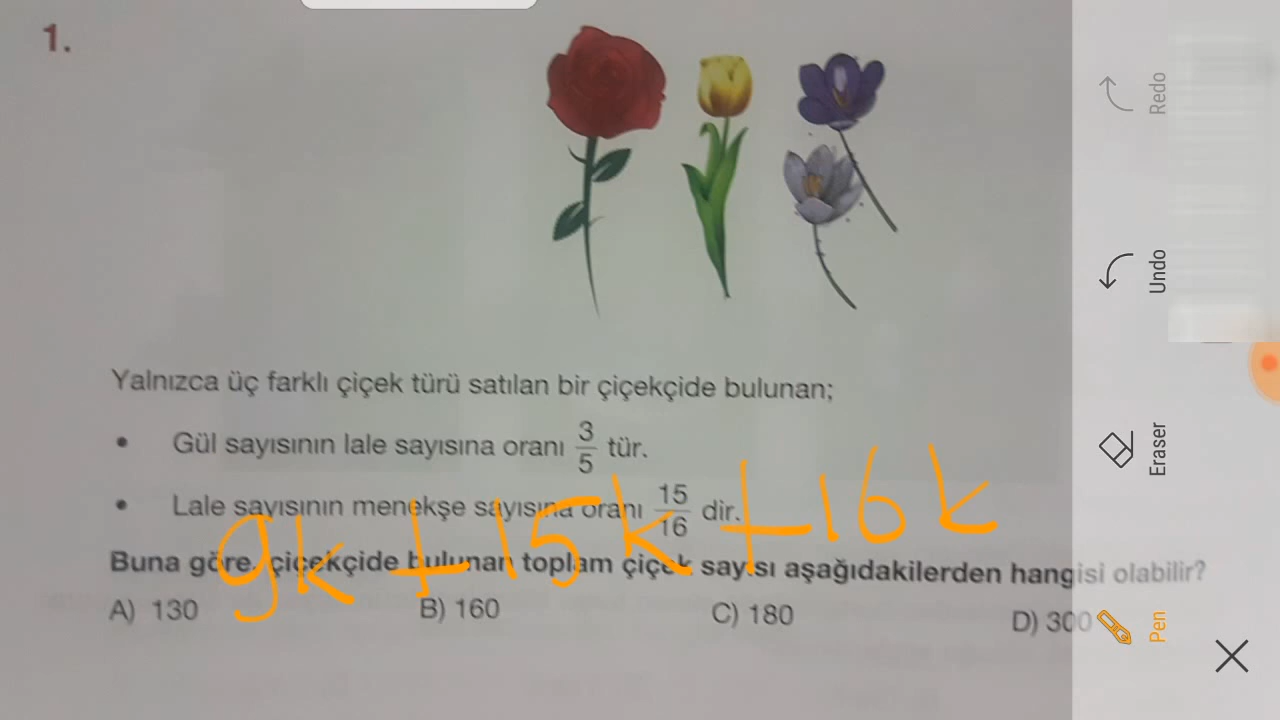 1.
Yalnızca üç farklı çiçek türü satılan bir çiçekçide bulunan;
• Gül sayısının lale sayısına oranı 3/5 tür.
• Lale sayısının menekşe sayısına oranı 15/16 dir.
9k + 15k + 16k
Buna göre, çiçekçide bulunan toplam çiçek sayısı aşağıdakilerden hangisi olabilir?
A) 130 B) 160 C) 180 D) 300
Redo
Undo
Eraser
Pen